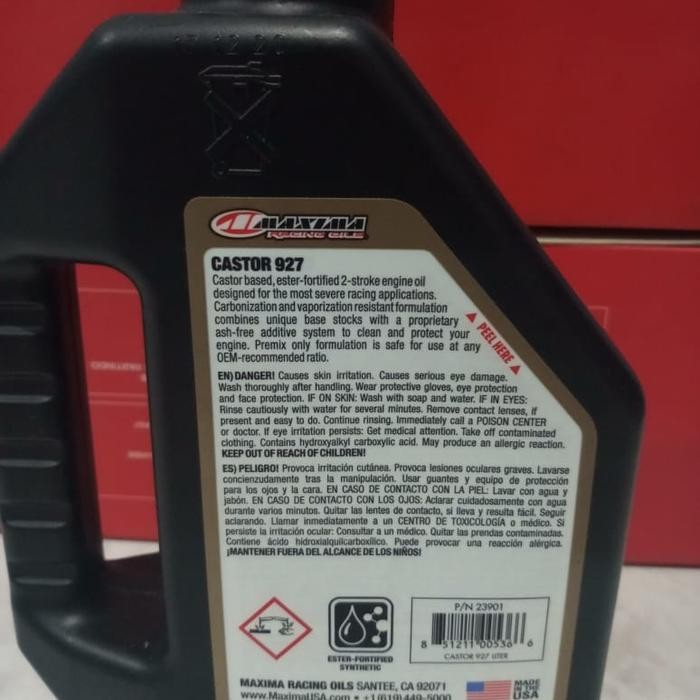 MAXIMA
RACING OILS
CASTOR 927
Castor based, ester-fortified 2-stroke engine oil
designed for the most severe racing applications.
Carbonization and vaporization resistant formulation
combines unique base stocks with a proprietary
ash-free additive system to clean and protect your
engine. Premix only formulation is safe for use at any
OEM-recommended ratio.
PEEL HERE
EN) DANGER! Causes skin irritation. Causes serious eye damage.
Wash thoroughly after handling. Wear protective gloves, eye protection
and face protection. IF ON SKIN: Wash with soap and water. IF IN EYES:
Rinse cautiously with water for several minutes. Remove contact lenses, if
present and easy to do. Continue rinsing. Immediately call a POISON CENTER
or doctor. If eye irritation persists: Get medical attention. Take off contaminated
clothing. Contains hydroxyalkyl carboxylic acid. May produce an allergic reaction.
KEEP OUT OF REACH OF CHILDREN!
ES) PELIGRO! Provoca irritación cutánea. Provoca lesiones oculares graves. Lavarse
concienzudamente tras la manipulación. Usar guantes y equipo de protección
para los ojos y la cara. EN CASO DE CONTACTO CON LA PIEL: Lavar con agua y
jabón. EN CASO DE CONTACTO CON LOS OJOS: Aclarar cuidadosamente con agua
durante varios minutos. Quitar las lentes de contacto, si lleva y resulta fácil. Seguir
aclarando. Llamar inmediatamente a un CENTRO DE TOXICOLOGÍA o médico. Si
persiste la irritación ocular: Consultar a un médico. Quitar las prendas contaminadas.
Contiene ácido hidroxialquilcarboxílico. Puede provocar una reacción alérgica.
¡MANTENER FUERA DEL ALCANCE DE LOS NIÑOS!
P/N 23901
8 51211 00536 6
CASTOR 927 LITER
ESTER-FORTIFIED
SYNTHETIC
MAXIMA RACING OILS SANTEE, CA 92071
www.MaximaUSA.com • +1(619)449-5000
MADE
IN THE
USA